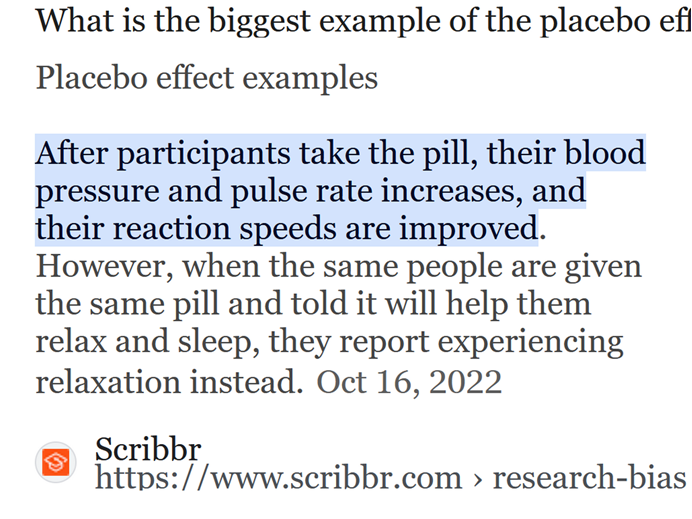 What is the biggest example of the placebo eff
Placebo effect examples
After participants take the pill, their blood
pressure and pulse rate increases, and
their reaction speeds are improved.
However, when the same people are given
the same pill and told it will help them
relax and sleep, they report experiencing
relaxation instead. Oct 16, 2022
Scribbr
https://www.scribbr.com › research-bias